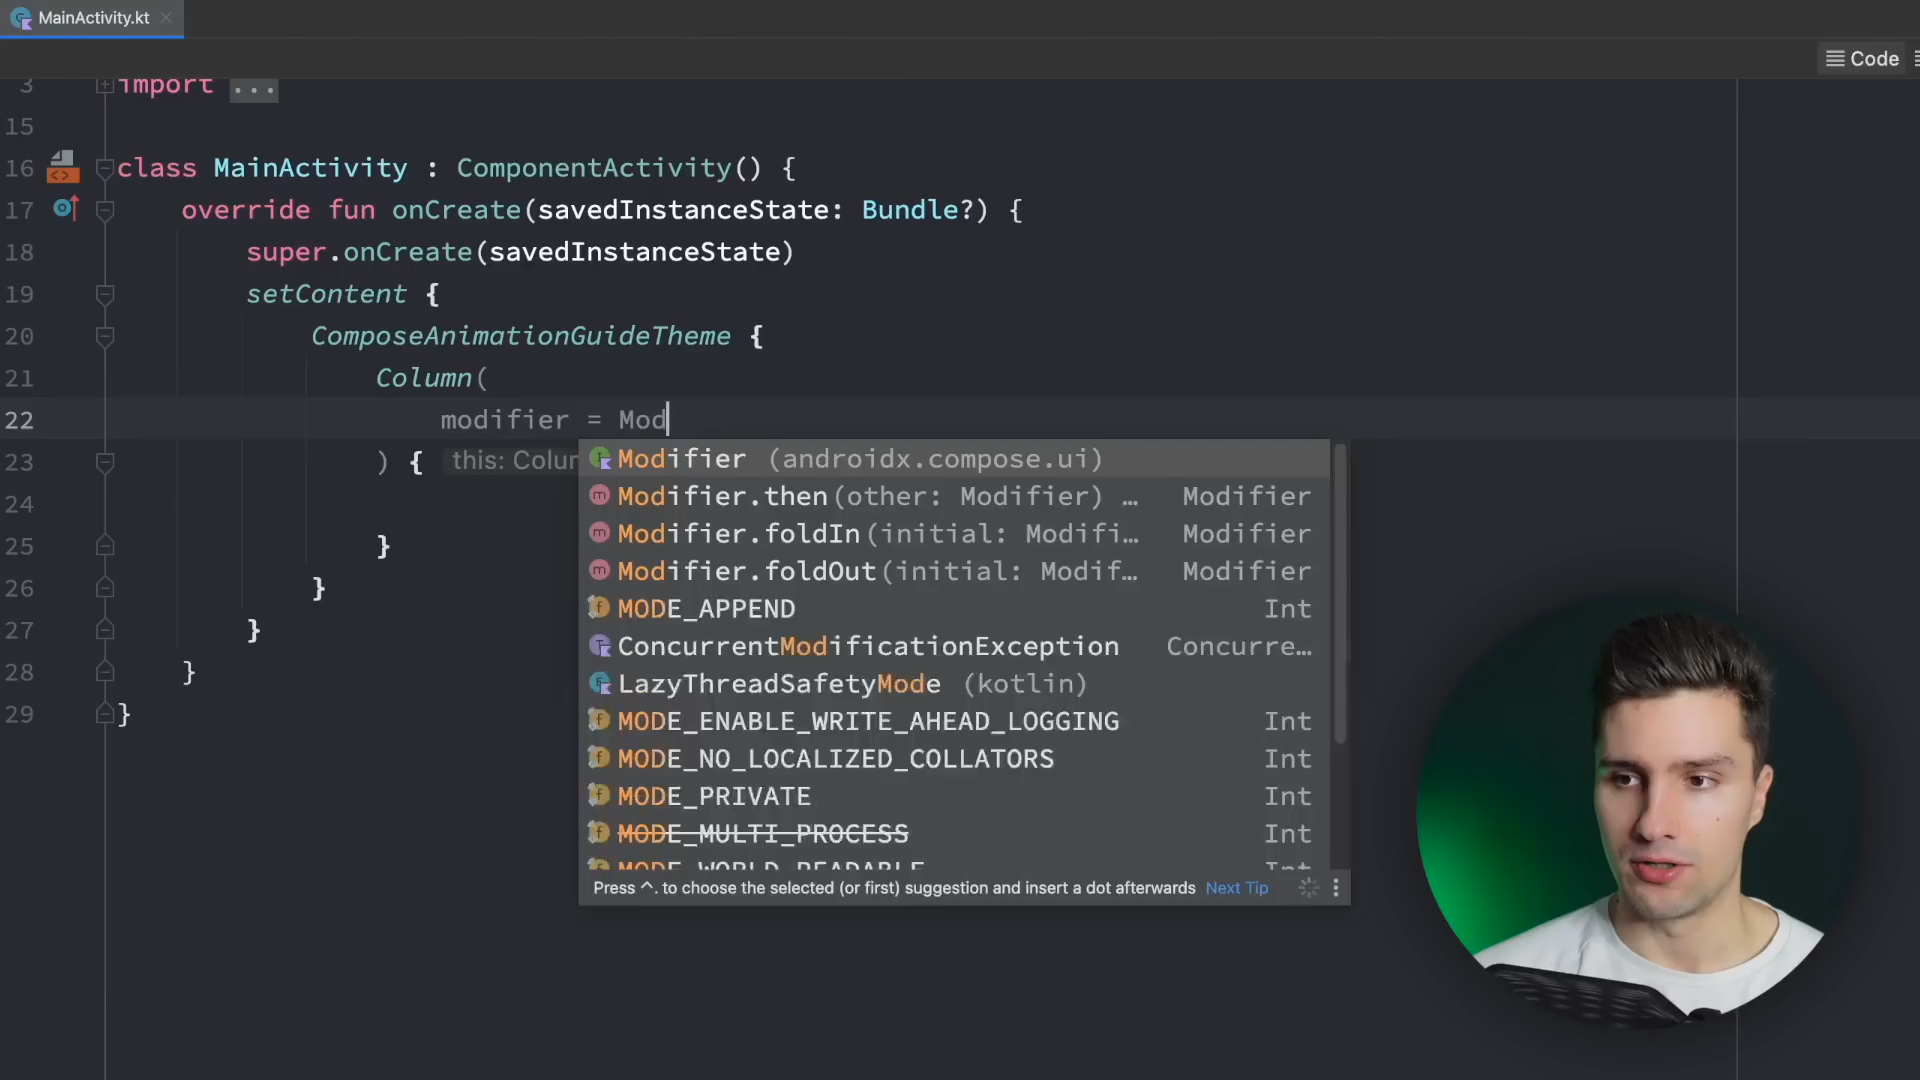 MainActivity.kt
Code
3 import ...
15
16 class MainActivity : ComponentActivity() {
17 override fun onCreate(savedInstanceState: Bundle?) {
18 super.onCreate(savedInstanceState)
19 setContent {
20 ComposeAnimationGuideTheme {
21 Column(
22 modifier = Mod
23 ) { this: Colu
24
25 }
26 }
27 }
28 }
29 }
Modifier (androidx.compose.ui)
Modifier.then(other: Modifier) … Modifier
Modifier.foldIn(initial: Modifi… Modifier
Modifier.foldOut(initial: Modif… Modifier
MODE_APPEND Int
ConcurrentModificationException Concurre…
LazyThreadSafetyMode (kotlin)
MODE_ENABLE_WRITE_AHEAD_LOGGING Int
MODE_NO_LOCALIZED_COLLATORS Int
MODE_PRIVATE Int
MODE_MULTI_PROCESS Int
MODE_WORLD_READABLE Int
Press ^. to choose the selected (or first) suggestion and insert a dot afterwards Next Tip